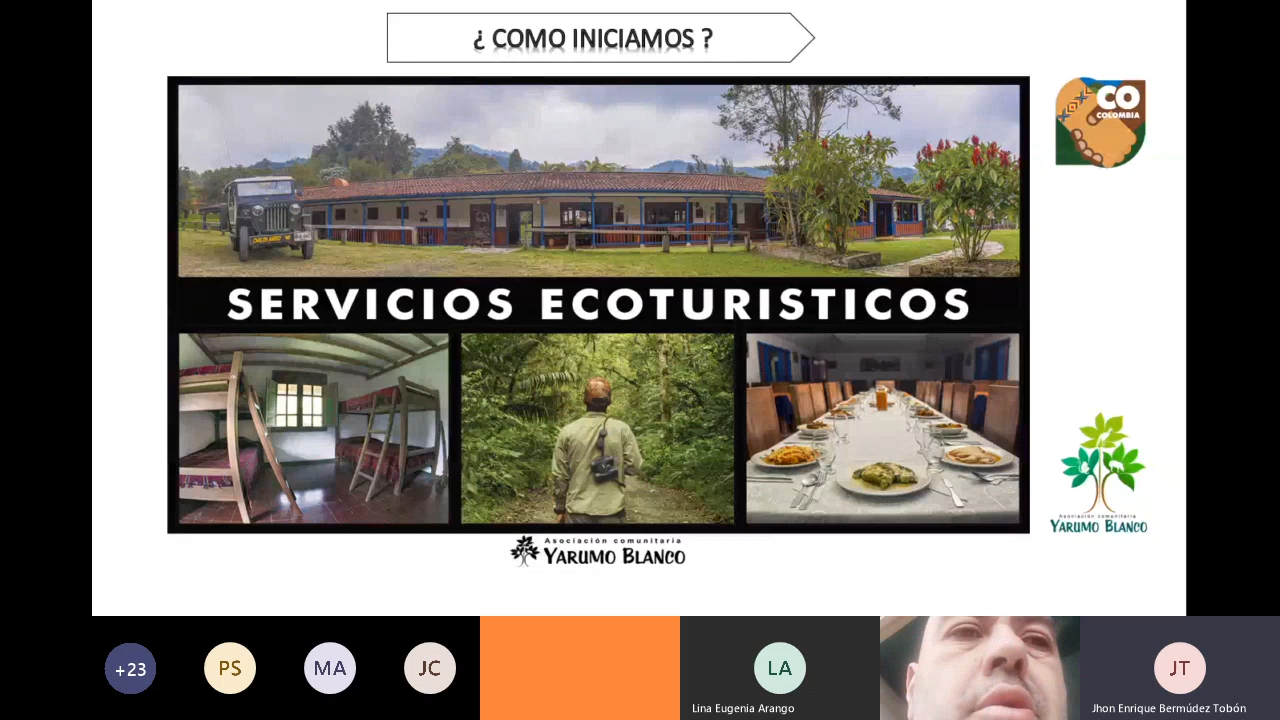 ¿ COMO INICIAMOS ?
CO
COLOMBIA
SERVICIOS ECOTURISTICOS
Asociación comunitaria
YARUMO BLANCO
Asociación comunitaria
YARUMO BLANCO
+23
PS
MA
JC
LA
JT
Lina Eugenia Arango
Jhon Enrique Bermúdez Tobón